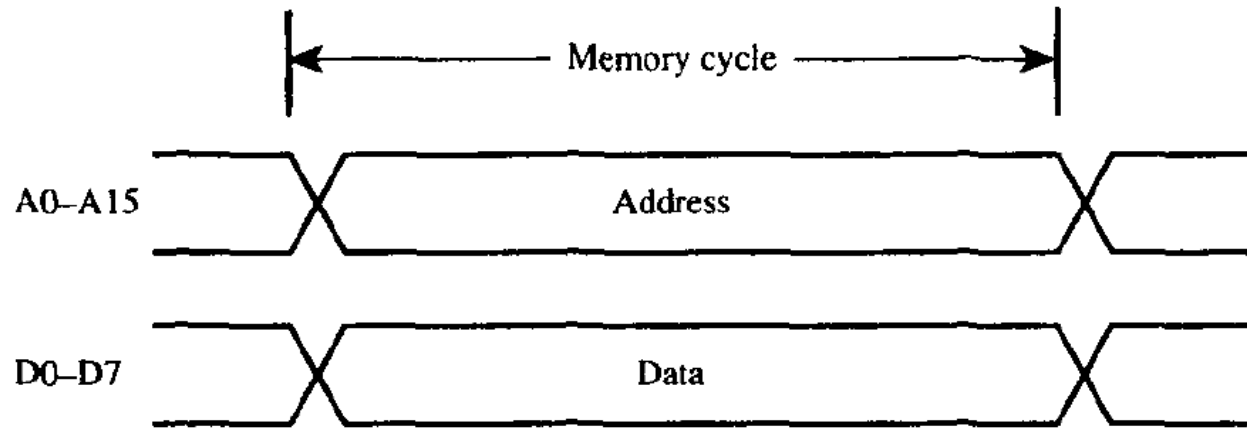 Memory cycle
A0–A15
Address
D0–D7
Data